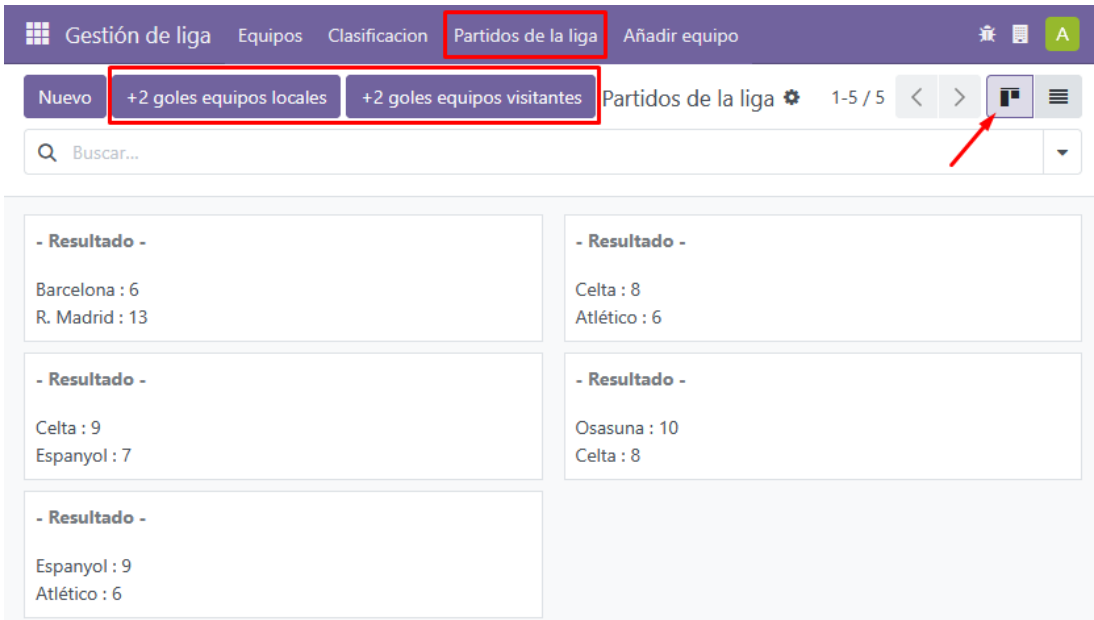 Gestión de liga Equipos Clasificacion Partidos de la liga Añadir equipo A
Nuevo +2 goles equipos locales +2 goles equipos visitantes Partidos de la liga 1-5 / 5
Buscar...
- Resultado -
Barcelona : 6
R. Madrid : 13
- Resultado -
Celta : 8
Atlético : 6
- Resultado -
Celta : 9
Espanyol : 7
- Resultado -
Osasuna : 10
Celta : 8
- Resultado -
Espanyol : 9
Atlético : 6